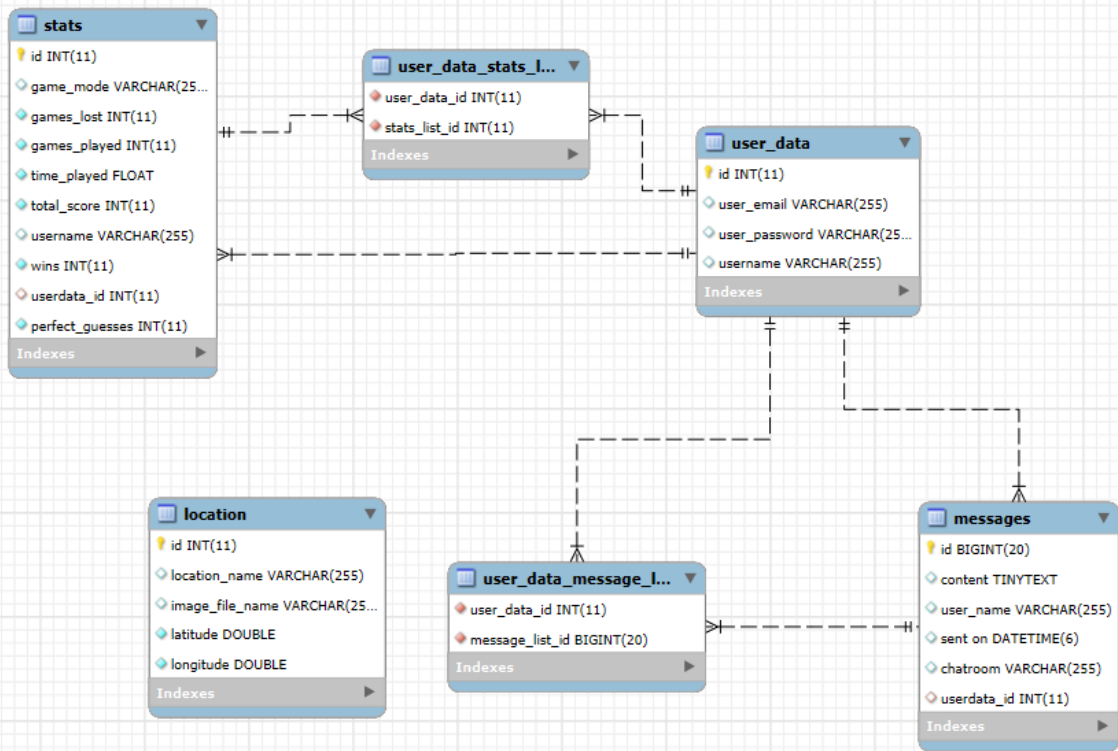 stats
id INT(11)
game_mode VARCHAR(25...
games_lost INT(11)
games_played INT(11)
time_played FLOAT
total_score INT(11)
username VARCHAR(255)
wins INT(11)
userdata_id INT(11)
perfect_guesses INT(11)
Indexes
user_data_stats_l...
user_data_id INT(11)
stats_list_id INT(11)
Indexes
user_data
id INT(11)
user_email VARCHAR(255)
user_password VARCHAR(25...
username VARCHAR(255)
Indexes
location
id INT(11)
location_name VARCHAR(255)
image_file_name VARCHAR(25...
latitude DOUBLE
longitude DOUBLE
Indexes
user_data_message_l...
user_data_id INT(11)
message_list_id BIGINT(20)
Indexes
messages
id BIGINT(20)
content TINYTEXT
user_name VARCHAR(255)
sent on DATETIME(6)
chatroom VARCHAR(255)
userdata_id INT(11)
Indexes